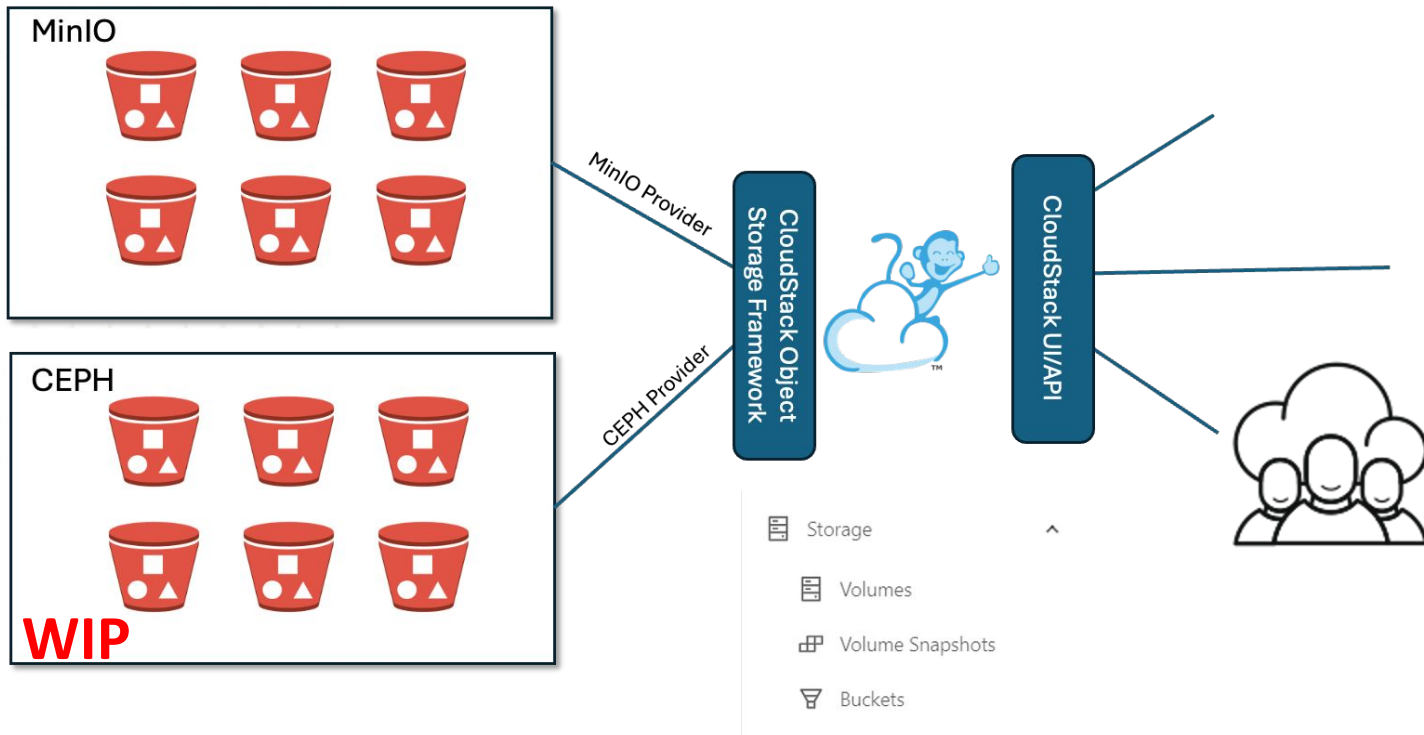 MinIO
MinIO Provider
CloudStack Object
Storage Framework
TM
CloudStack UI/API
CEPH
CEPH Provider
WIP
Storage
Volumes
Volume Snapshots
Buckets